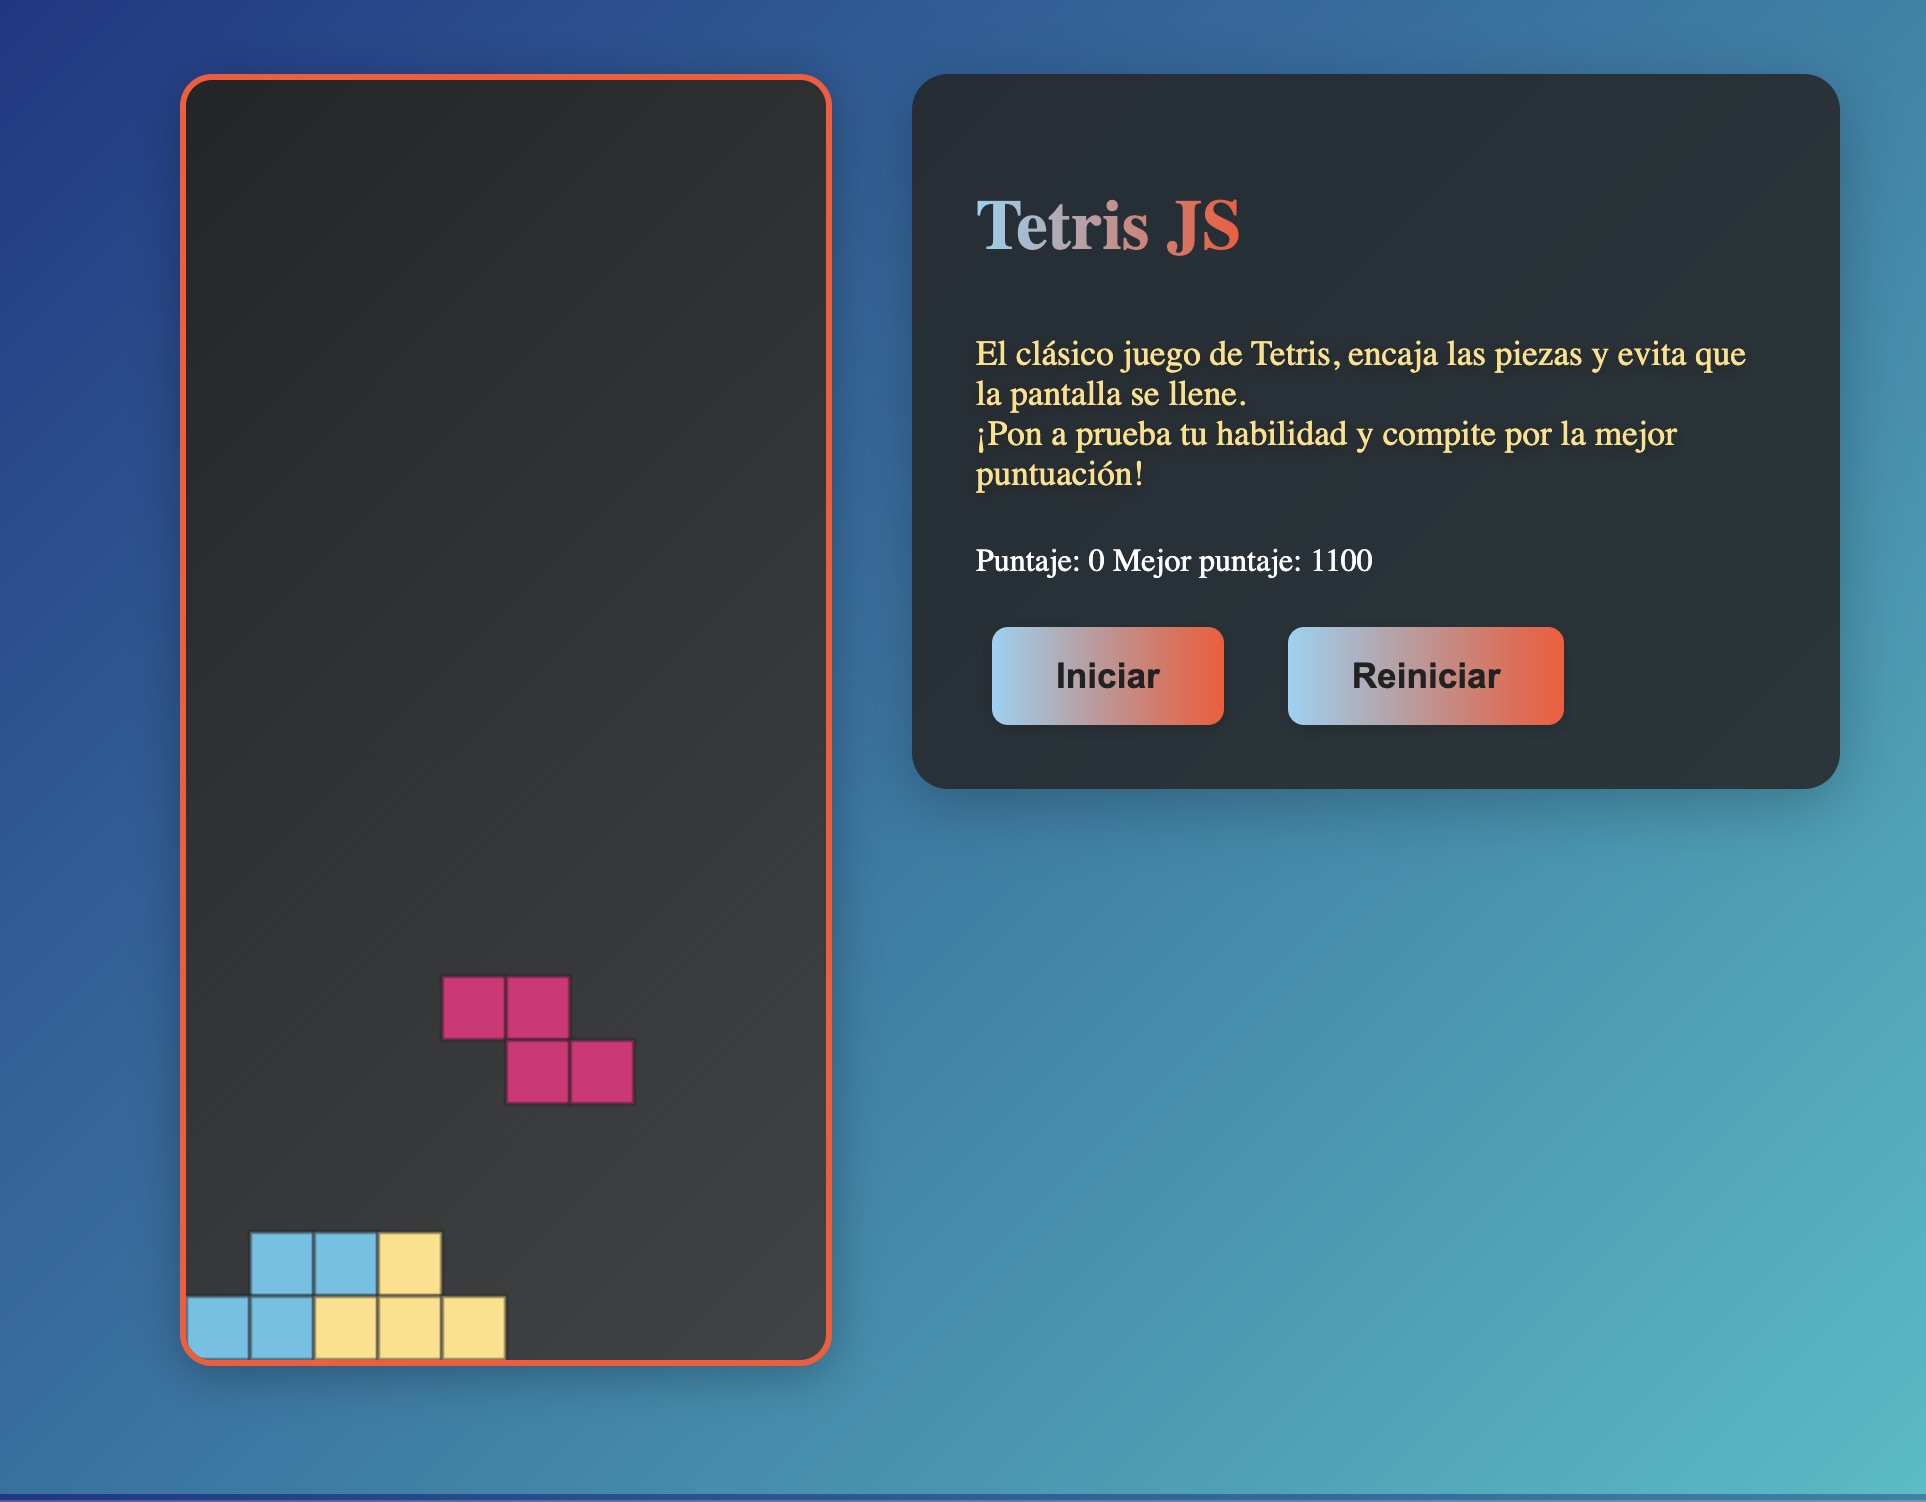 Tetris JS
El clásico juego de Tetris, encaja las piezas y evita que
la pantalla se llene.
¡Pon a prueba tu habilidad y compite por la mejor
puntuación!
Puntaje: 0 Mejor puntaje: 1100
Iniciar
Reiniciar